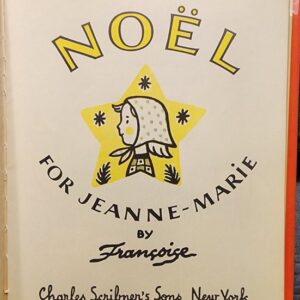 NOËL
FOR JEANNE-MARiE
BY
Françoise
Charles Scribner's Sons, New York